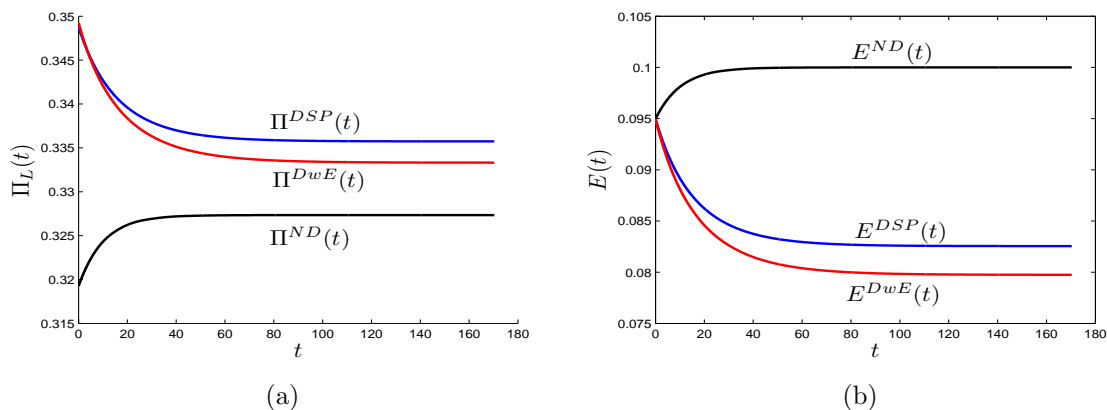 0.35
0.345
0.34
0.335
0.33
0.325
0.32
0.315
0 20 40 60 80 100 120 140 160 180
Π_L(t)
t
Π^{DSP}(t)
Π^{DwE}(t)
Π^{ND}(t)
(a)
0.105
0.1
0.095
0.09
0.085
0.08
0.075
0 20 40 60 80 100 120 140 160 180
E(t)
t
E^{ND}(t)
E^{DSP}(t)
E^{DwE}(t)
(b)